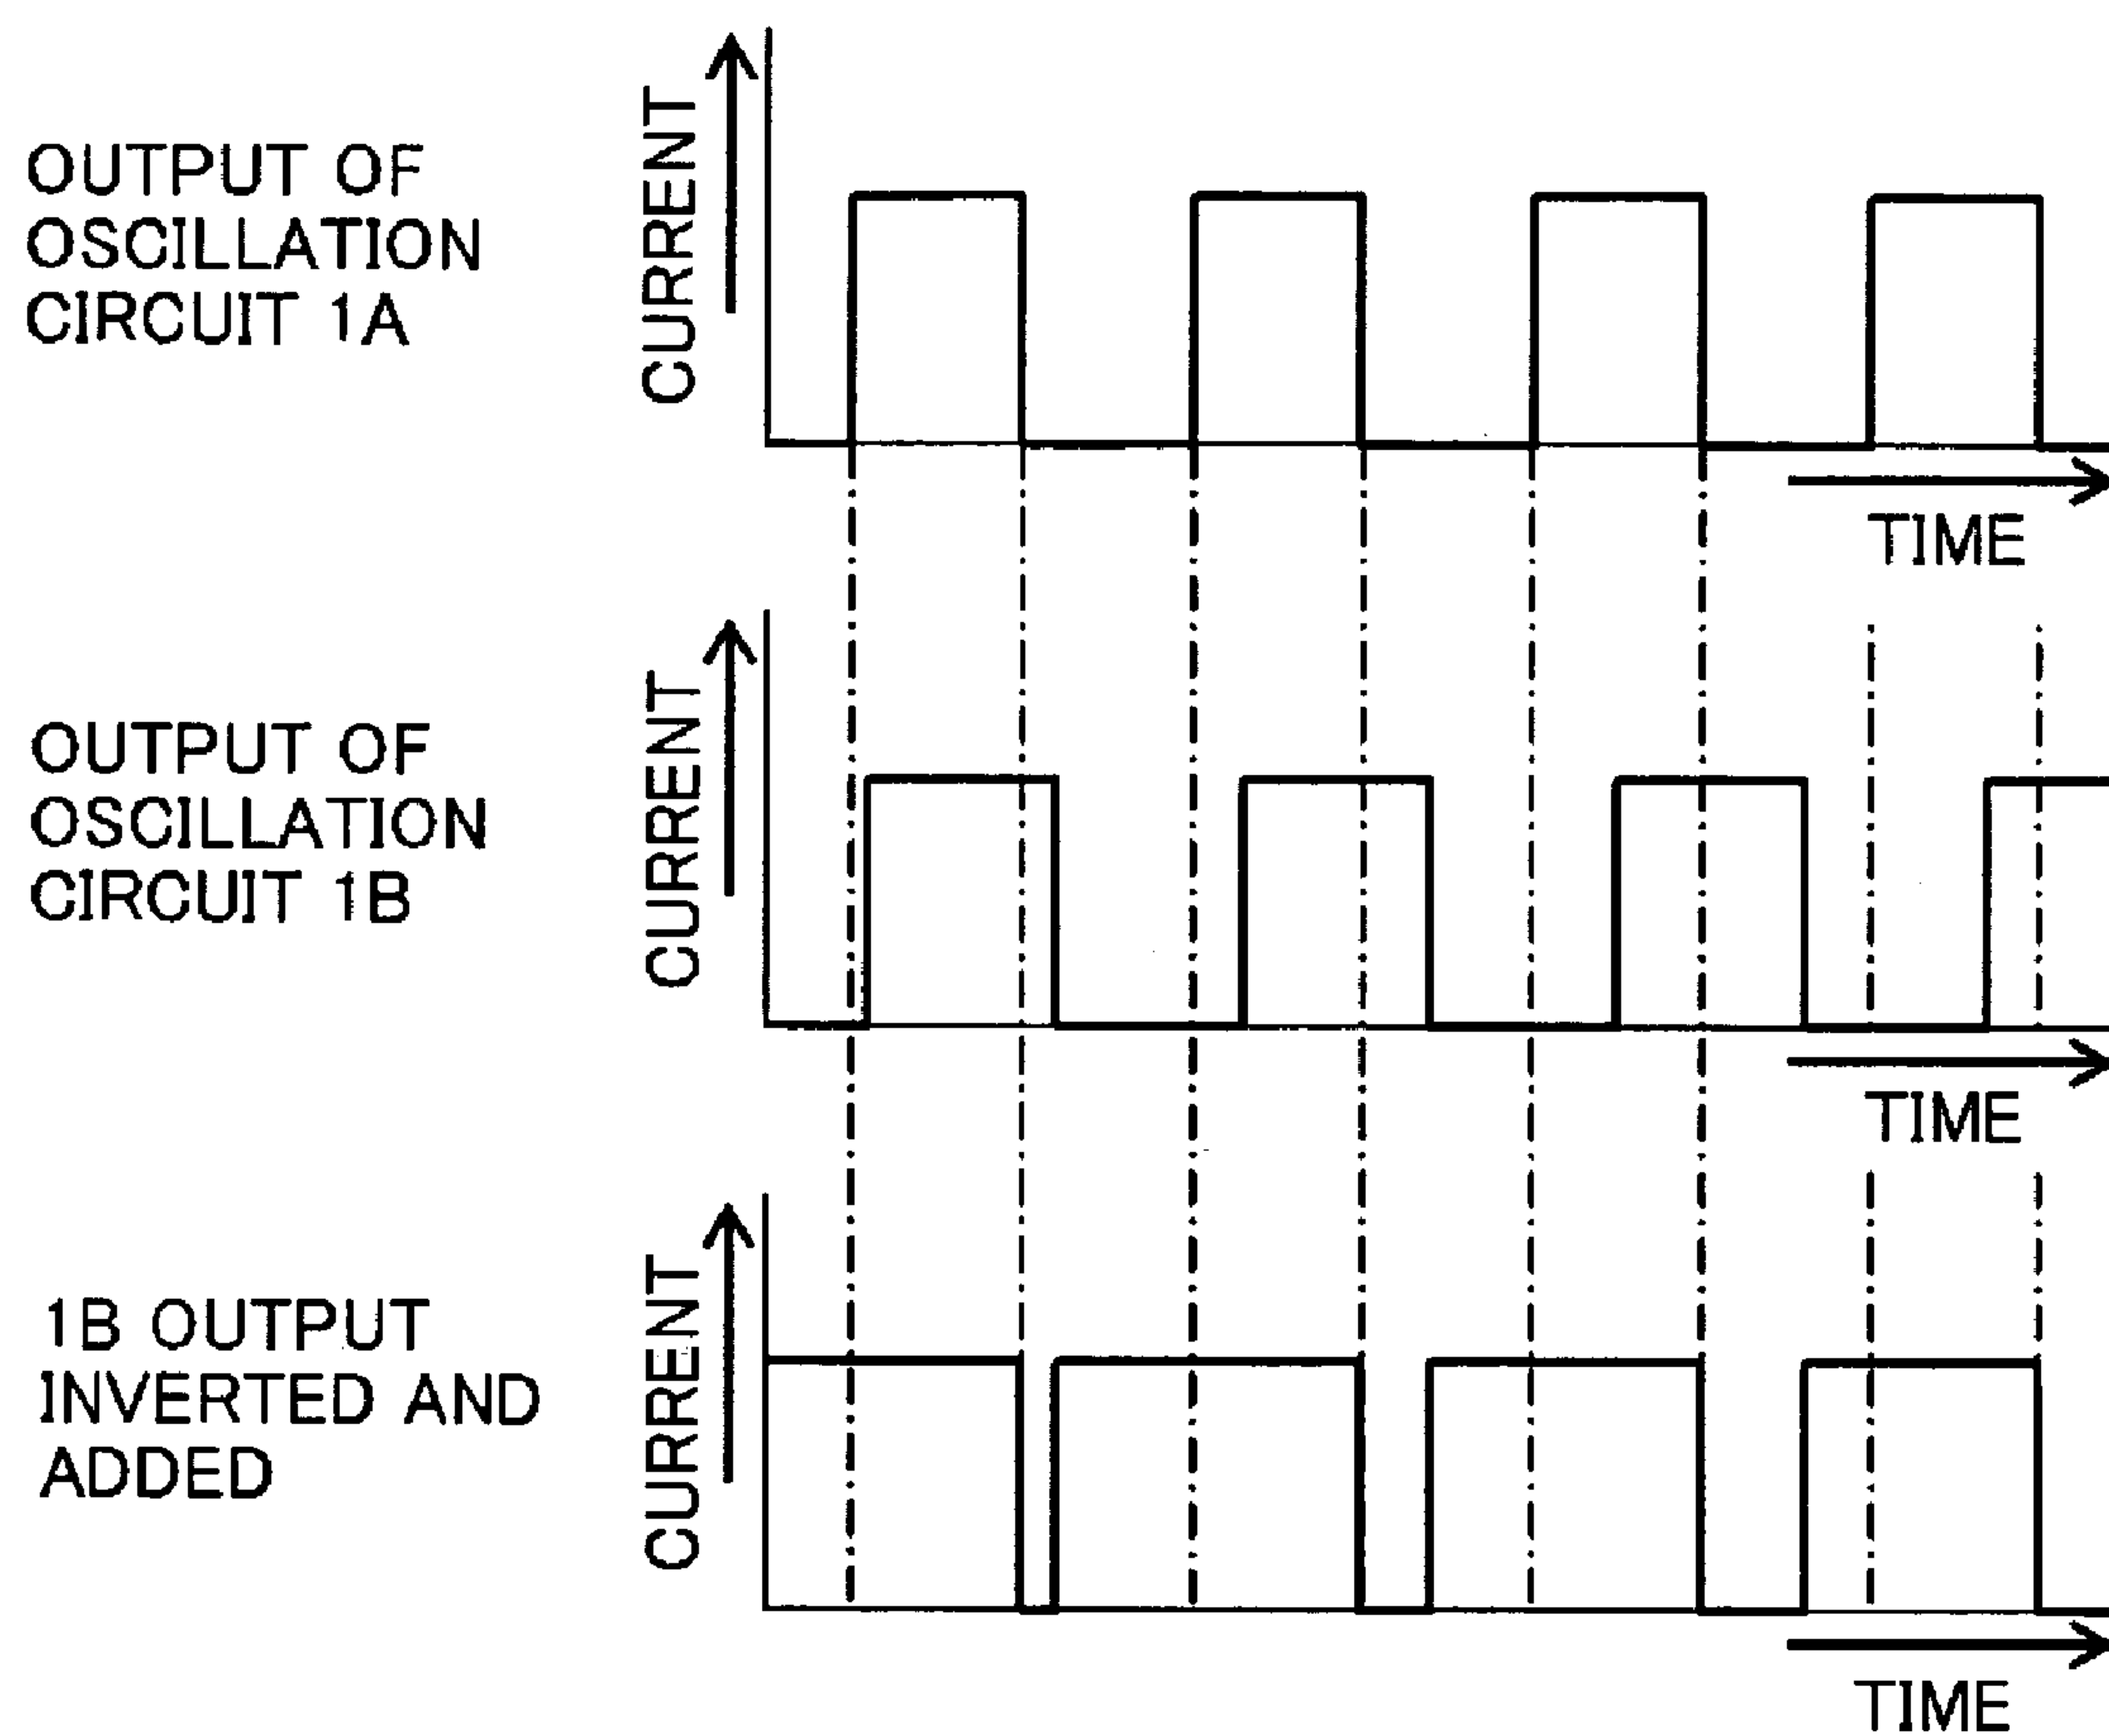 OUTPUT OF
OSCILLATION
CIRCUIT 1A
CURRENT
TIME
OUTPUT OF
OSCILLATION
CIRCUIT 1B
CURRENT
TIME
1B OUTPUT
INVERTED AND
ADDED
CURRENT
TIME